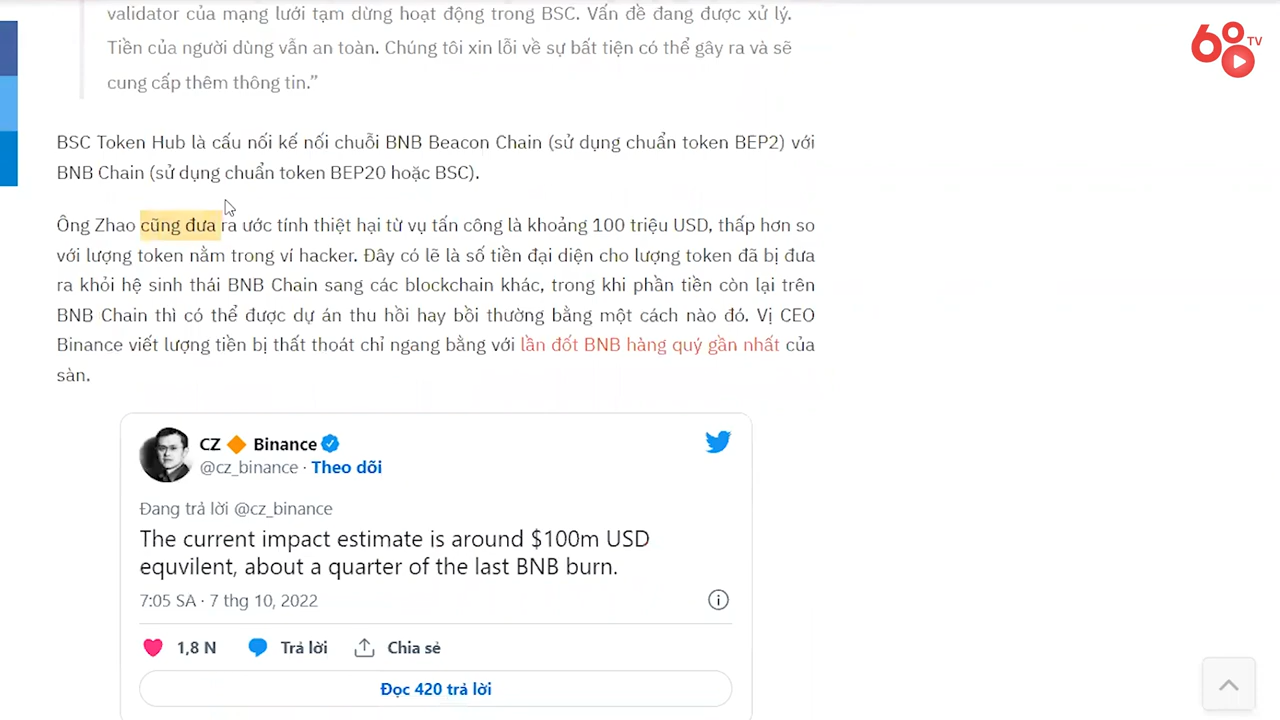 validator của mạng lưới tạm dừng hoạt động trong BSC. Vấn đề đang được xử lý.
Tiền của người dùng vẫn an toàn. Chúng tôi xin lỗi về sự bất tiện có thể gây ra và sẽ
cung cấp thêm thông tin.”
60 TV
BSC Token Hub là cấu nối kế nối chuỗi BNB Beacon Chain (sử dụng chuẩn token BEP2) với
BNB Chain (sử dụng chuẩn token BEP20 hoặc BSC).
Ông Zhao cũng đưa ra ước tính thiệt hại từ vụ tấn công là khoảng 100 triệu USD, thấp hơn so
với lượng token nằm trong ví hacker. Đây có lẽ là số tiền đại diện cho lượng token đã bị đưa
ra khỏi hệ sinh thái BNB Chain sang các blockchain khác, trong khi phần tiền còn lại trên
BNB Chain thì có thể được dự án thu hồi hay bồi thường bằng một cách nào đó. Vị CEO
Binance viết lượng tiền bị thất thoát chỉ ngang bằng với lần đốt BNB hàng quý gần nhất của
sàn.
CZ 🔶 Binance
@cz_binance · Theo dõi
Đang trả lời @cz_binance
The current impact estimate is around $100m USD
equvilent, about a quarter of the last BNB burn.
7:05 SA · 7 thg 10, 2022
1,8 N Trả lời Chia sẻ
Đọc 420 trả lời